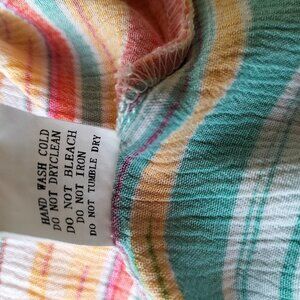 HAND WASH COLD
DO NOT DRYCLEAN
DO NOT BLEACH
DO NOT IRON
DO NOT TUMBLE DRY